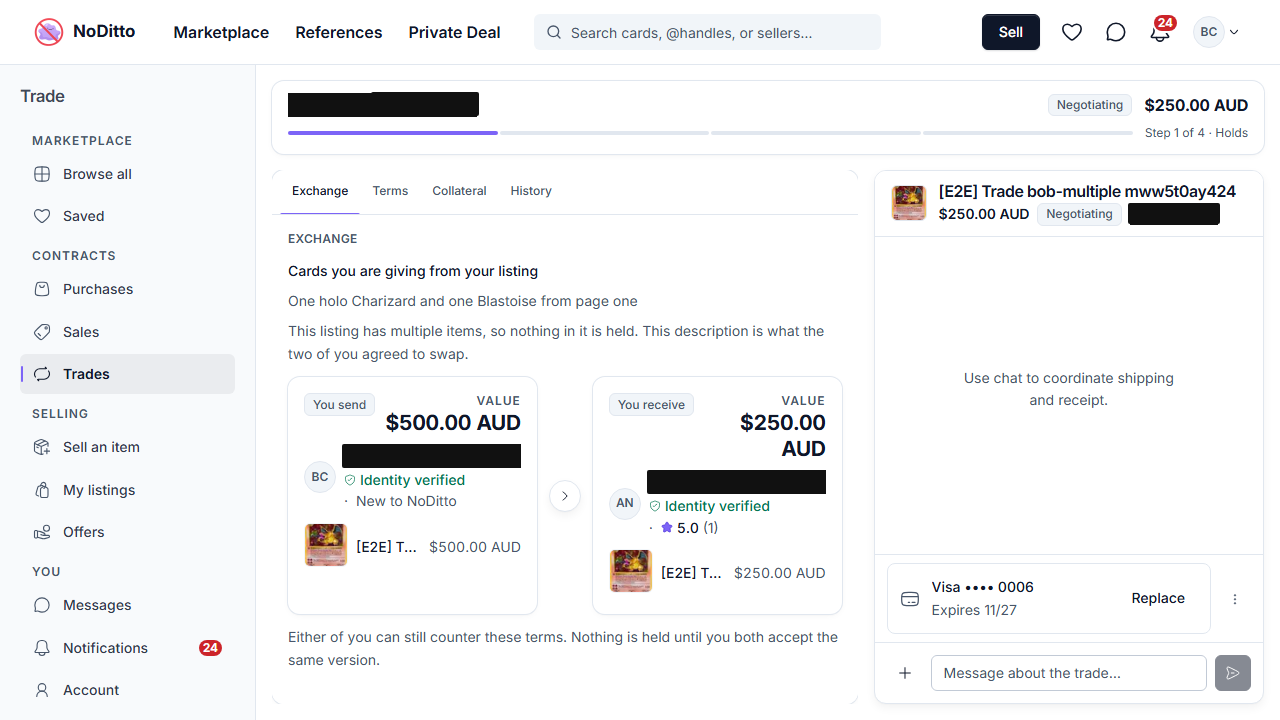 NoDitto
Marketplace
References
Private Deal
Search cards, @handles, or sellers...
Sell
24
BC
Trade
MARKETPLACE
Browse all
Saved
CONTRACTS
Purchases
Sales
Trades
SELLING
Sell an item
My listings
Offers
YOU
Messages
Notifications
24
Account
Negotiating
$250.00 AUD
Step 1 of 4 · Holds
Exchange
Terms
Collateral
History
EXCHANGE
Cards you are giving from your listing
One holo Charizard and one Blastoise from page one
This listing has multiple items, so nothing in it is held. This description is what the
two of you agreed to swap.
You send
VALUE
$500.00 AUD
BC
Identity verified
· New to NoDitto
[E2E] T...
$500.00 AUD
You receive
VALUE
$250.00
AUD
AN
Identity verified
· 5.0 (1)
[E2E] T...
$250.00 AUD
Either of you can still counter these terms. Nothing is held until you both accept the
same version.
[E2E] Trade bob-multiple mww5t0ay424
$250.00 AUD
Negotiating
Use chat to coordinate shipping
and receipt.
Visa •••• 0006
Expires 11/27
Replace
Message about the trade...